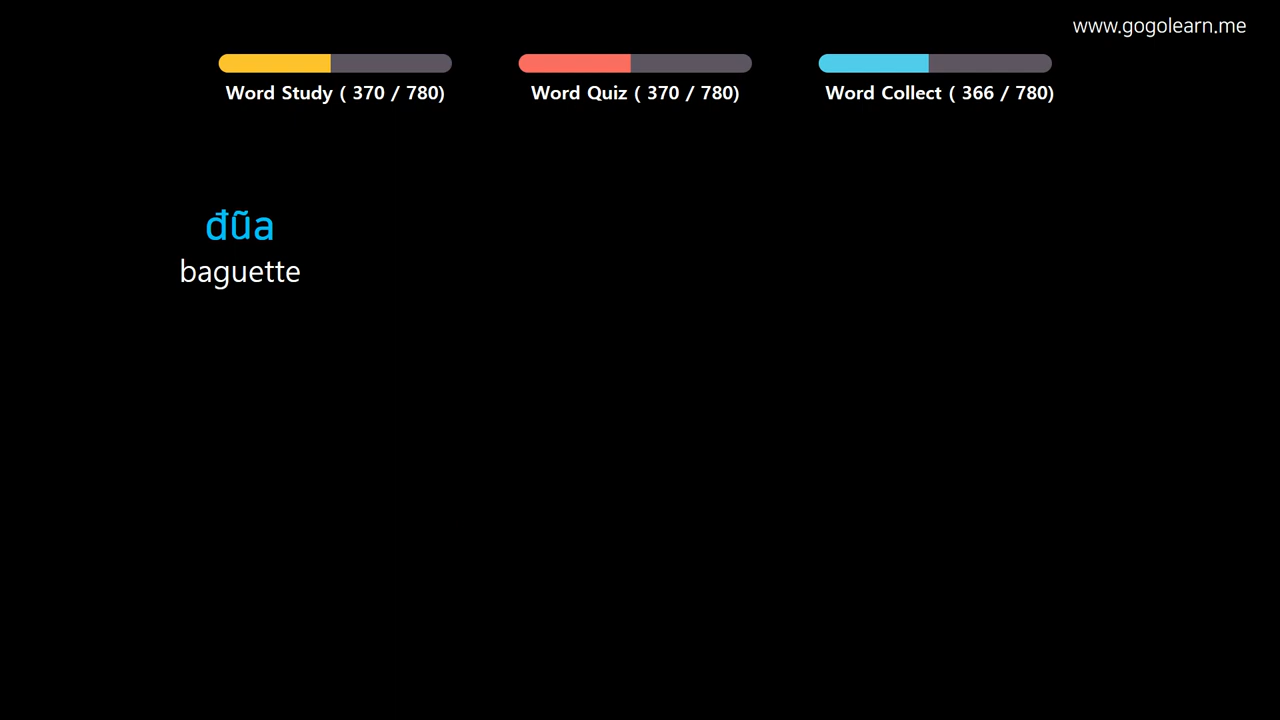 www.gogolearn.me
Word Study ( 370 / 780)
Word Quiz ( 370 / 780)
Word Collect ( 366 / 780)
đũa
baguette